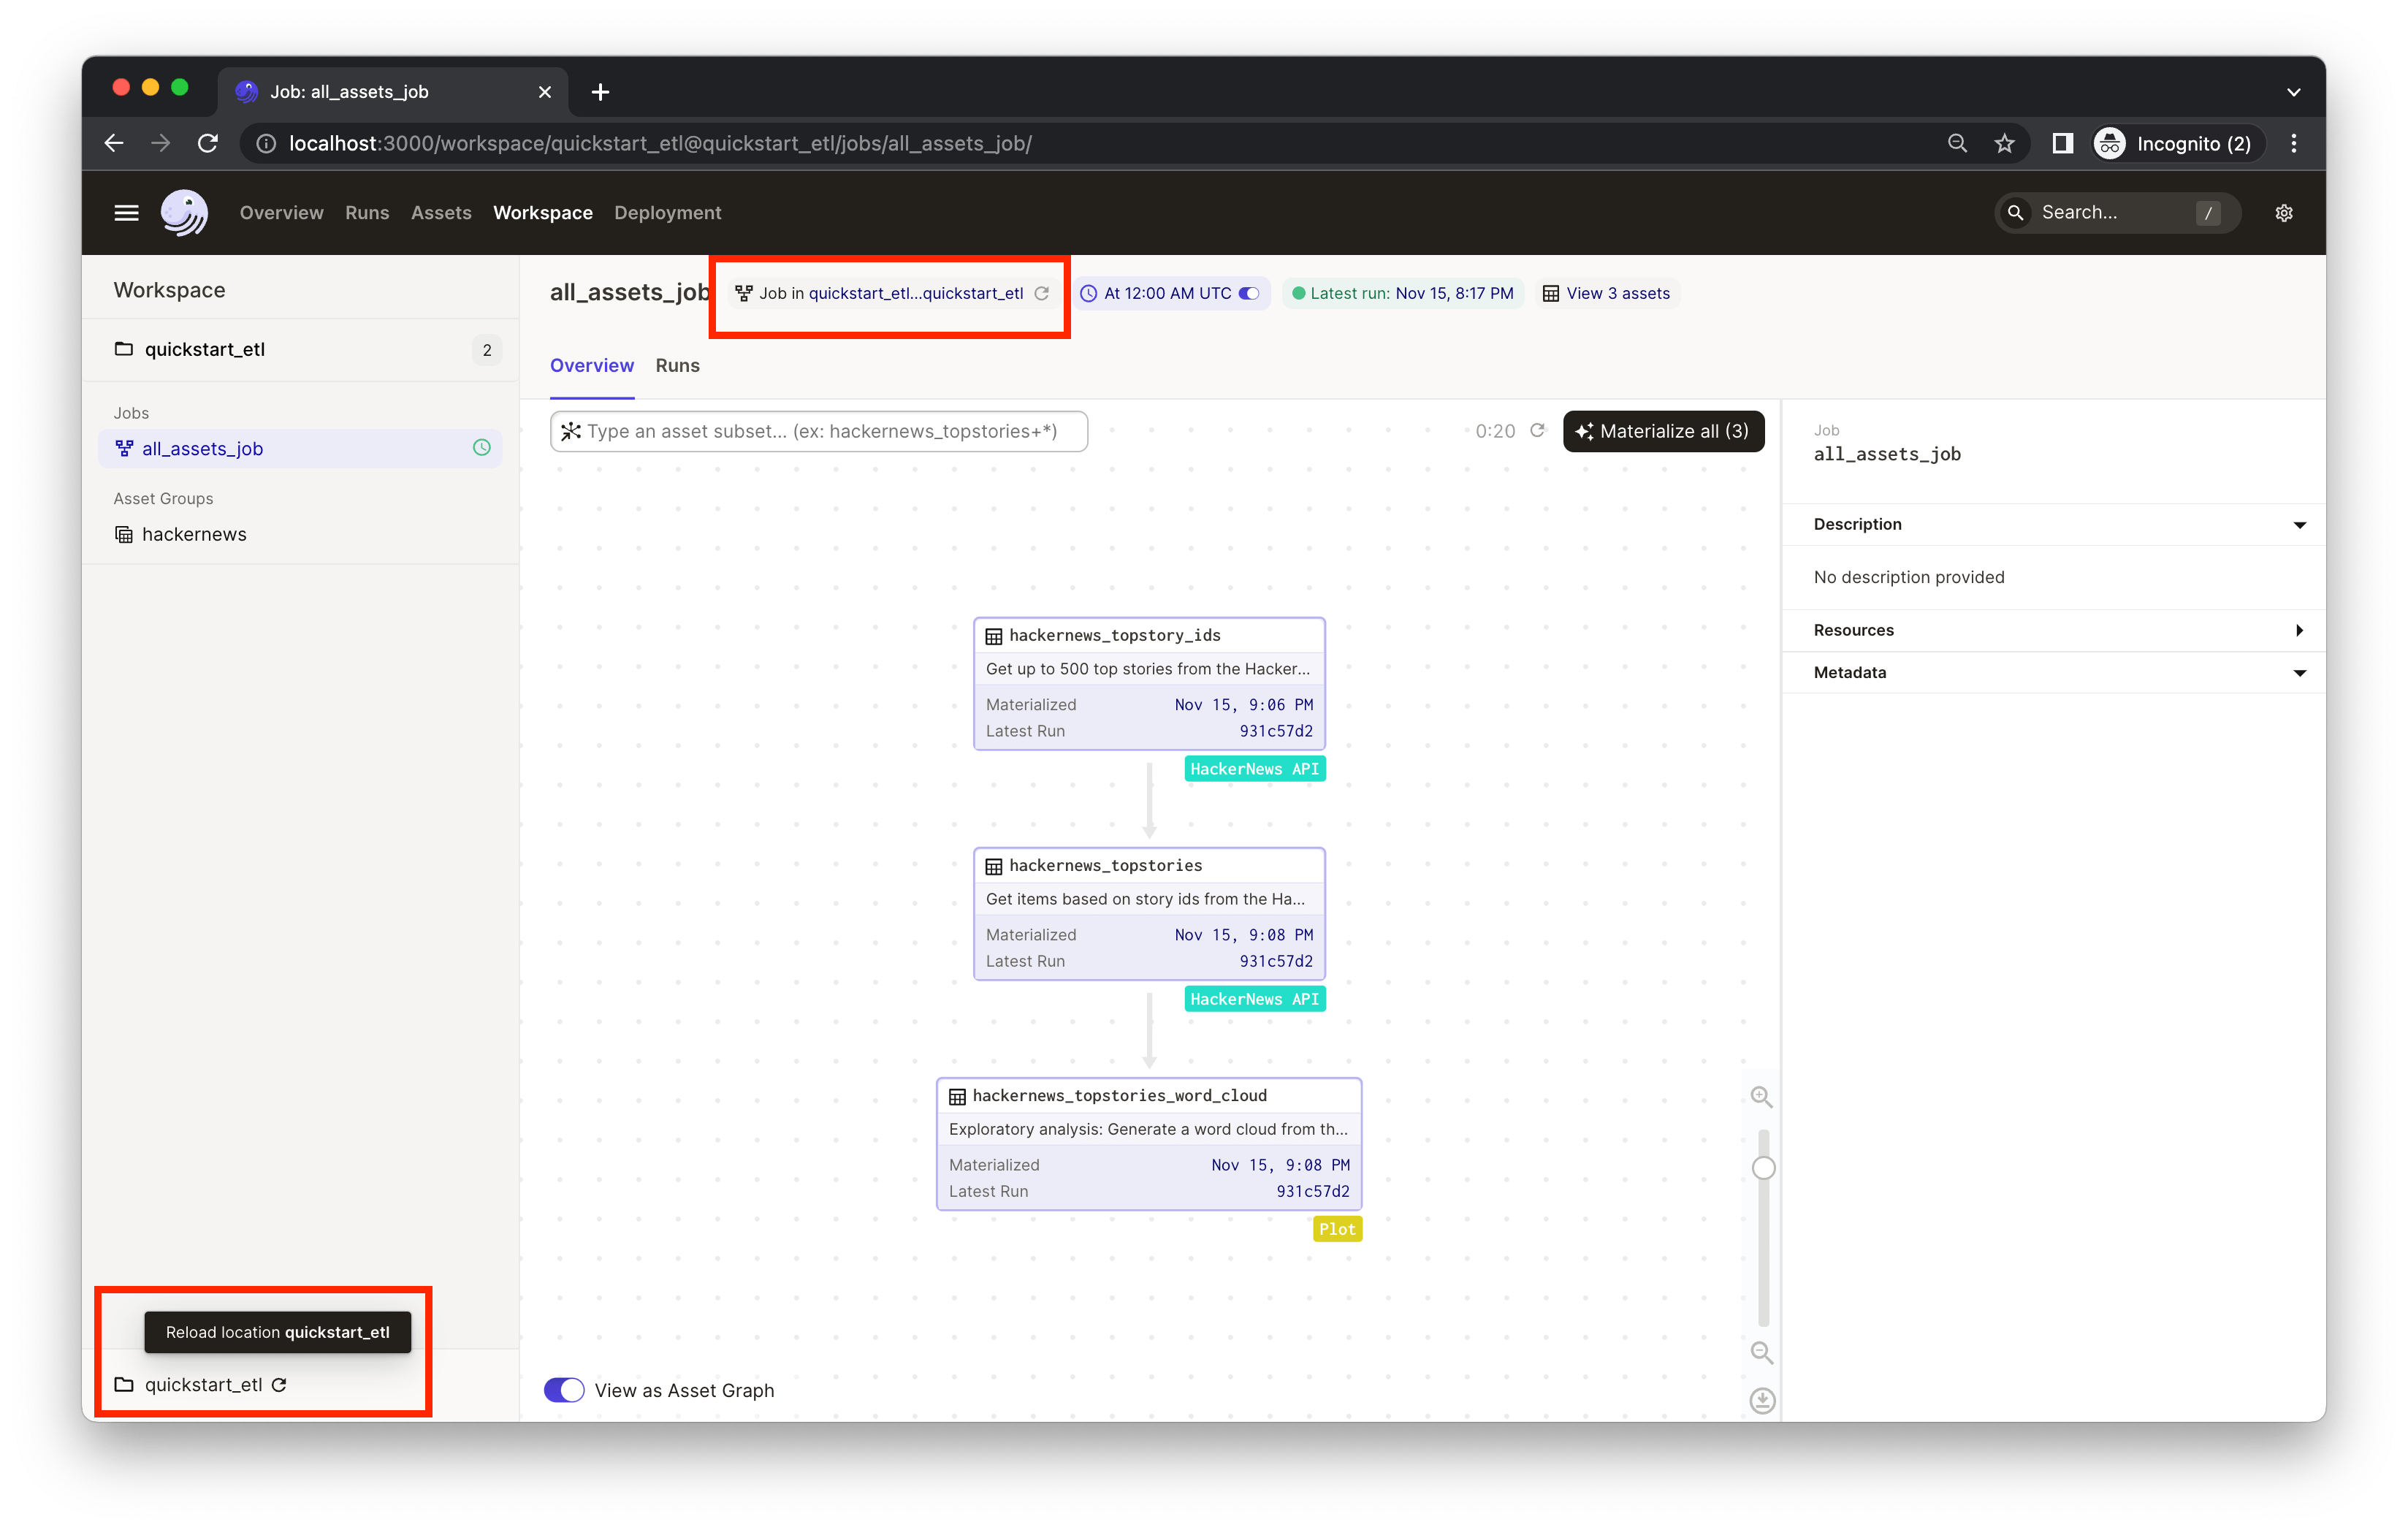 Job: all_assets_job
localhost:3000/workspace/quickstart_etl@quickstart_etl/jobs/all_assets_job/
Incognito (2)
Overview Runs Assets Workspace Deployment
Search... /
Workspace
quickstart_etl 2
Jobs
all_assets_job
Asset Groups
hackernews
all_assets_job Job in quickstart_etl...quickstart_etl At 12:00 AM UTC Latest run: Nov 15, 8:17 PM View 3 assets
Overview Runs
Type an asset subset... (ex: hackernews_topstories+*) 0:20 Materialize all (3)
hackernews_topstory_ids
Get up to 500 top stories from the Hacker...
Materialized Nov 15, 9:06 PM
Latest Run 931c57d2
HackerNews API
hackernews_topstories
Get items based on story ids from the Ha...
Materialized Nov 15, 9:08 PM
Latest Run 931c57d2
HackerNews API
hackernews_topstories_word_cloud
Exploratory analysis: Generate a word cloud from th...
Materialized Nov 15, 9:08 PM
Latest Run 931c57d2
Plot
View as Asset Graph
Job
all_assets_job
Description
No description provided
Resources
Metadata
Reload location quickstart_etl
quickstart_etl